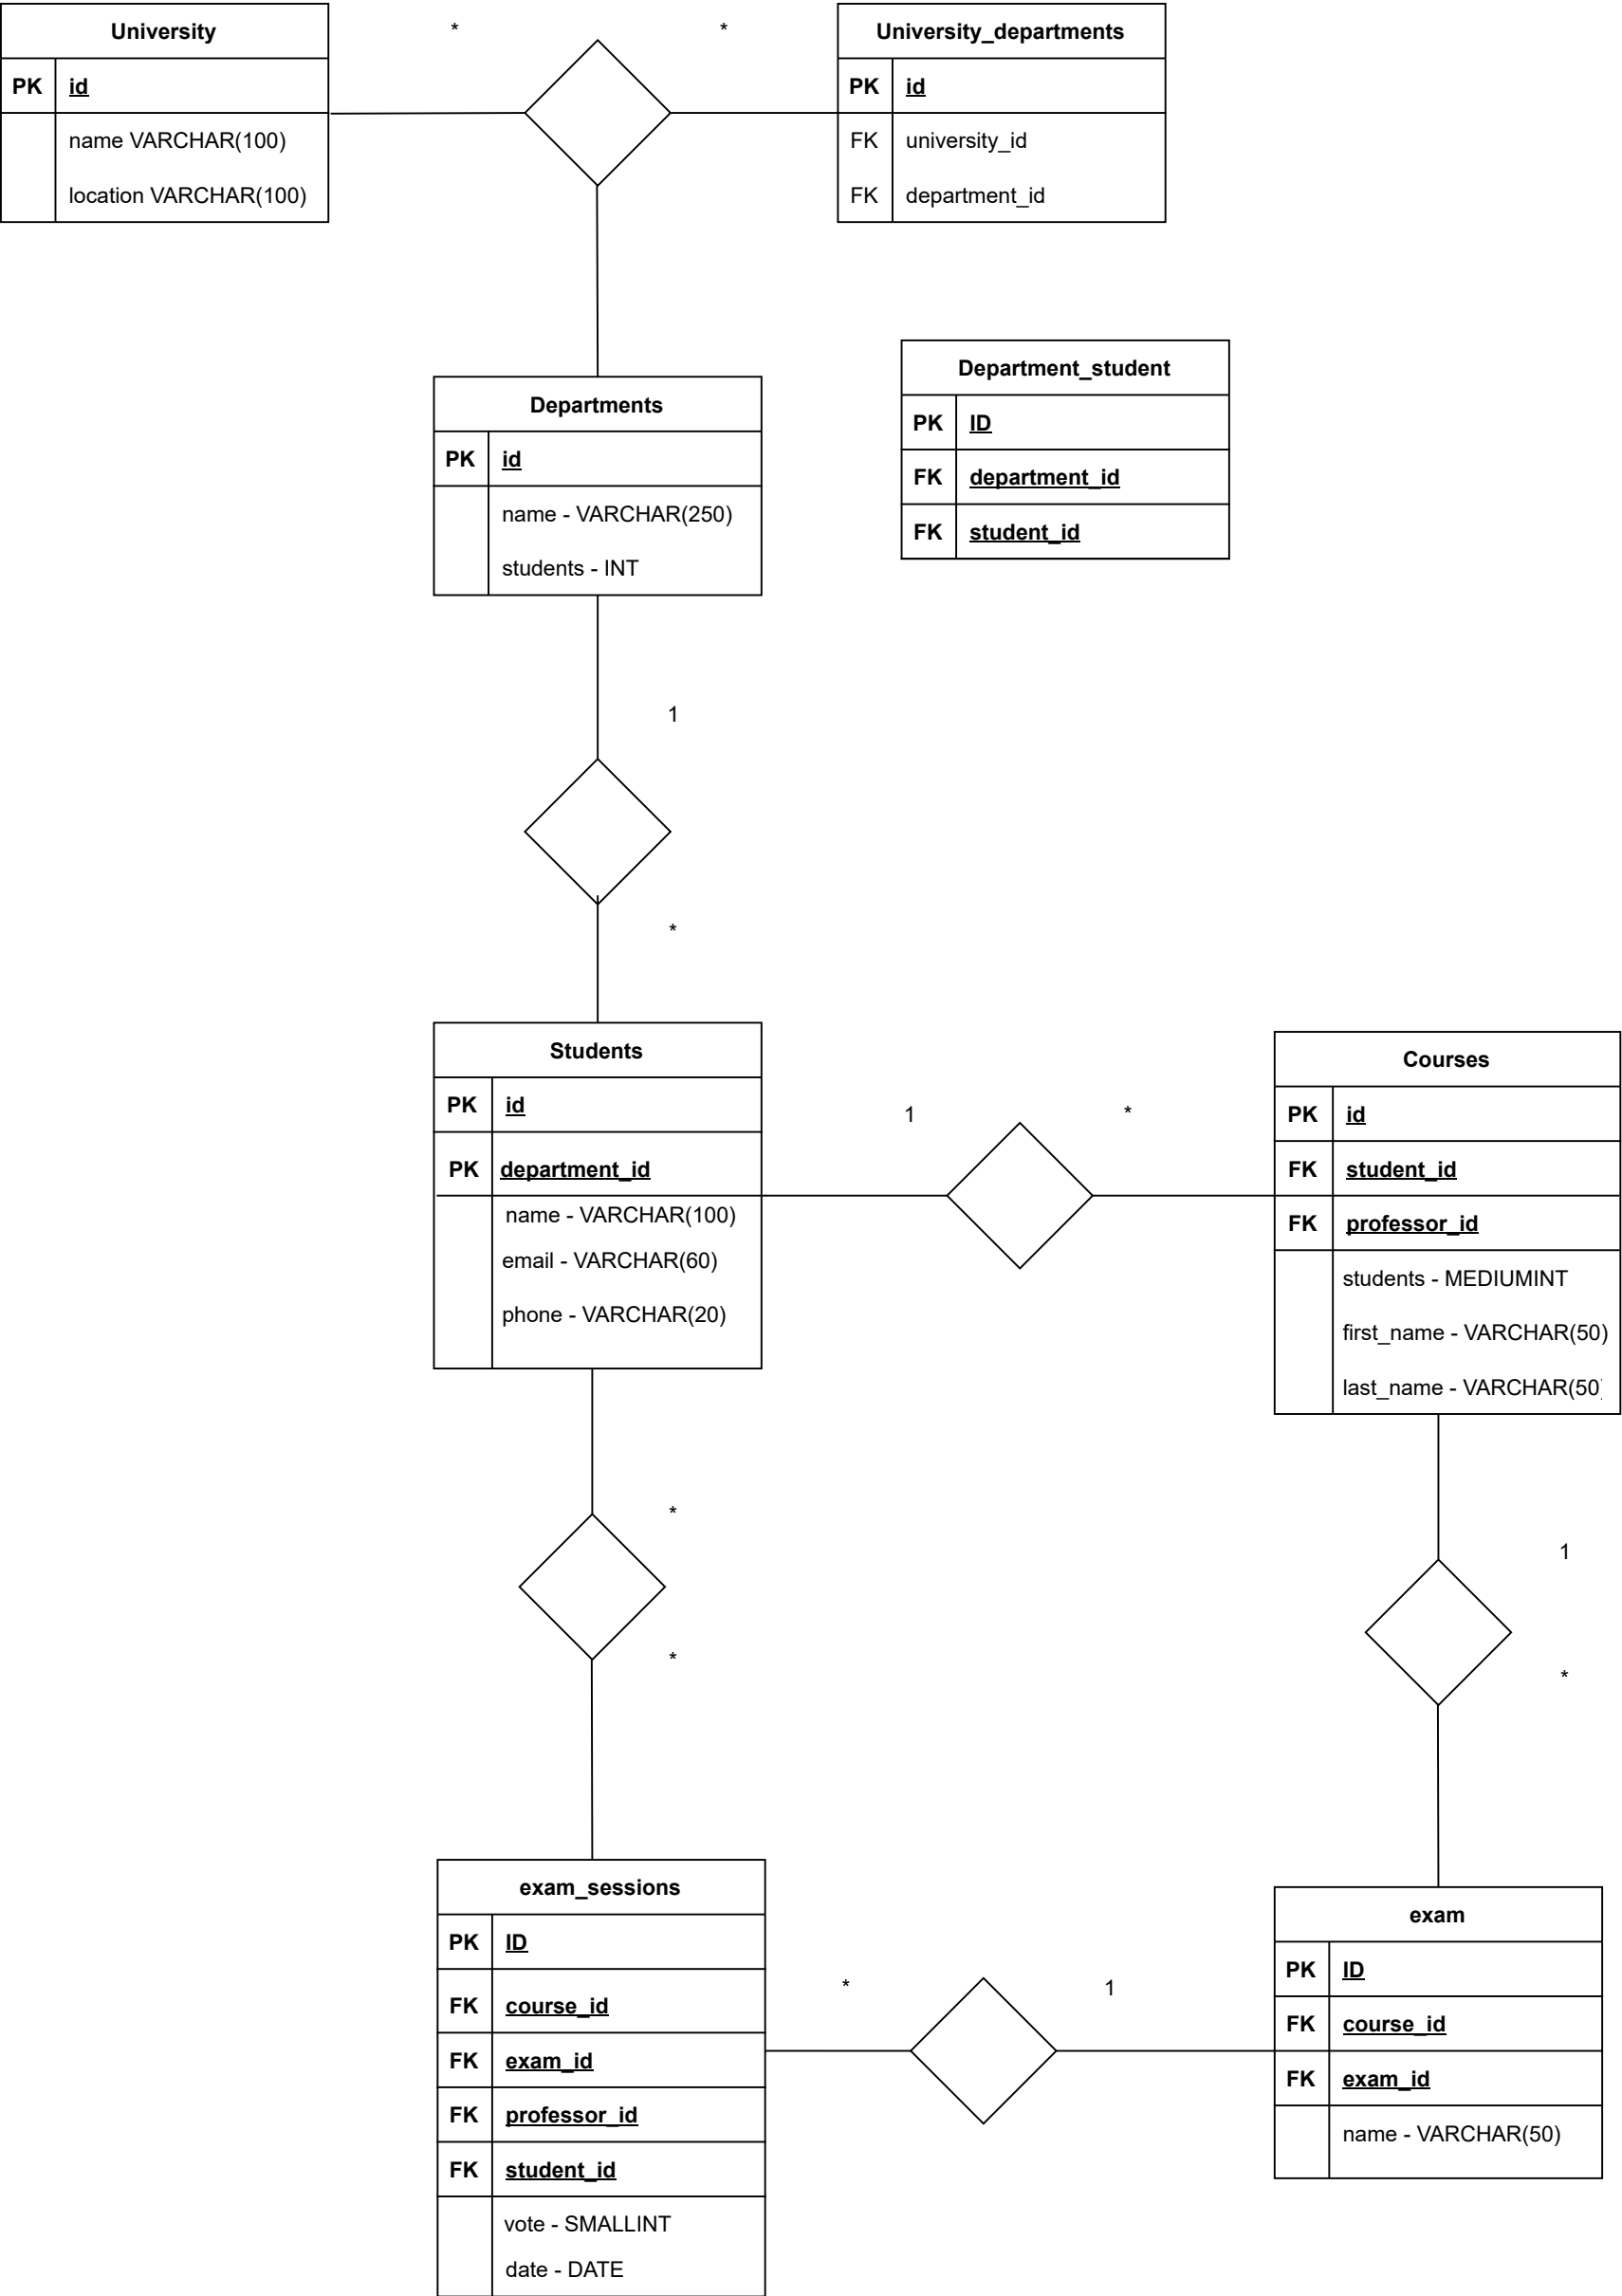 University
PK id
name VARCHAR(100)
location VARCHAR(100)
*
*
University_departments
PK id
FK university_id
FK department_id
Departments
PK id
name - VARCHAR(250)
students - INT
Department_student
PK ID
FK department_id
FK student_id
1
*
Students
PK id
PK department_id
name - VARCHAR(100)
email - VARCHAR(60)
phone - VARCHAR(20)
1
*
Courses
PK id
FK student_id
FK professor_id
students - MEDIUMINT
first_name - VARCHAR(50)
last_name - VARCHAR(50)
*
*
1
*
exam_sessions
PK ID
FK course_id
FK exam_id
FK professor_id
FK student_id
vote - SMALLINT
date - DATE
*
1
exam
PK ID
FK course_id
FK exam_id
name - VARCHAR(50)